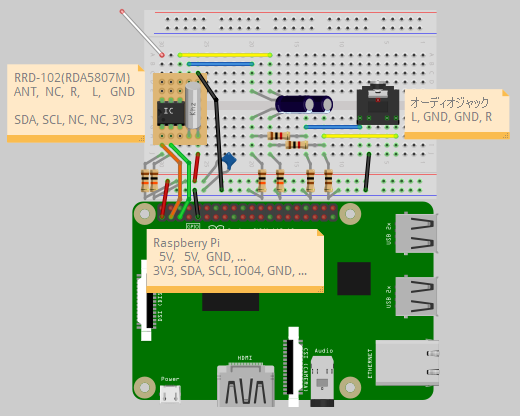 RRD-102(RDA5807M)
ANT, NC, R, L, GND
SDA, SCL, NC, NC, 3V3
IC
オーディオジャック
L, GND, GND, R
GPIO
Raspberry Pi
5V, 5V, GND, ...
3V3, SDA, SCL, IO04, GND, ...
USB 2x
USB 2x
ETHERNET
Audio
HDMI
Power